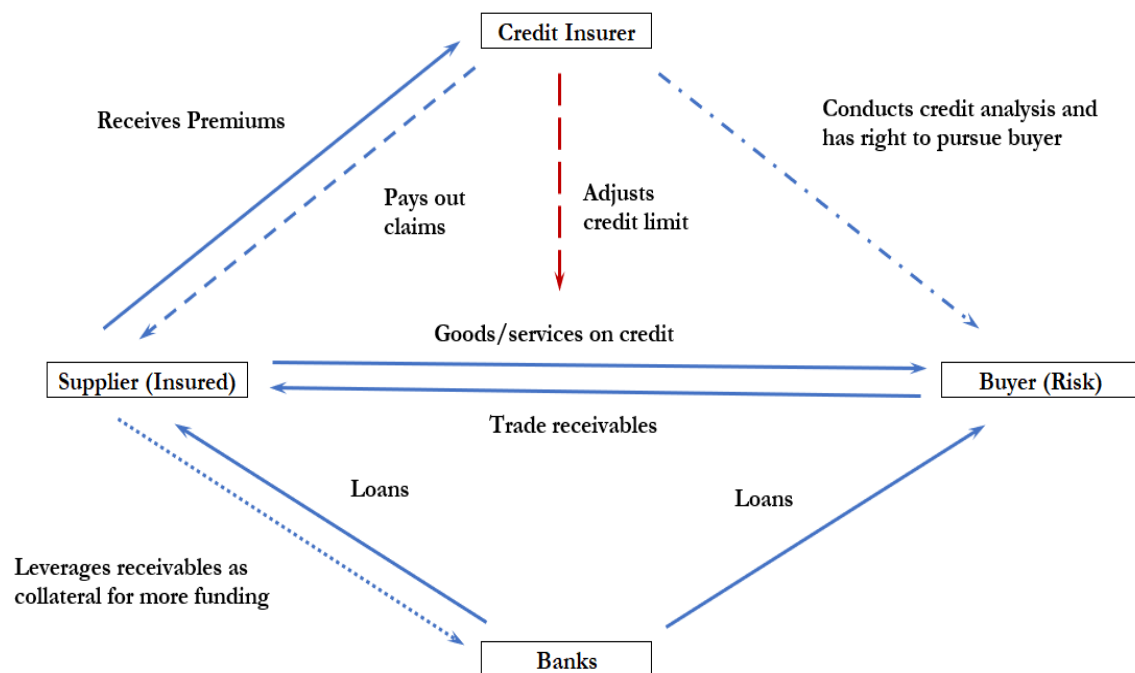 Credit Insurer
Receives Premiums
Conducts credit analysis and
has right to pursue buyer
Pays out
claims
Adjusts
credit limit
Goods/services on credit
Supplier (Insured)
Buyer (Risk)
Trade receivables
Loans
Loans
Leverages receivables as
collateral for more funding
Banks